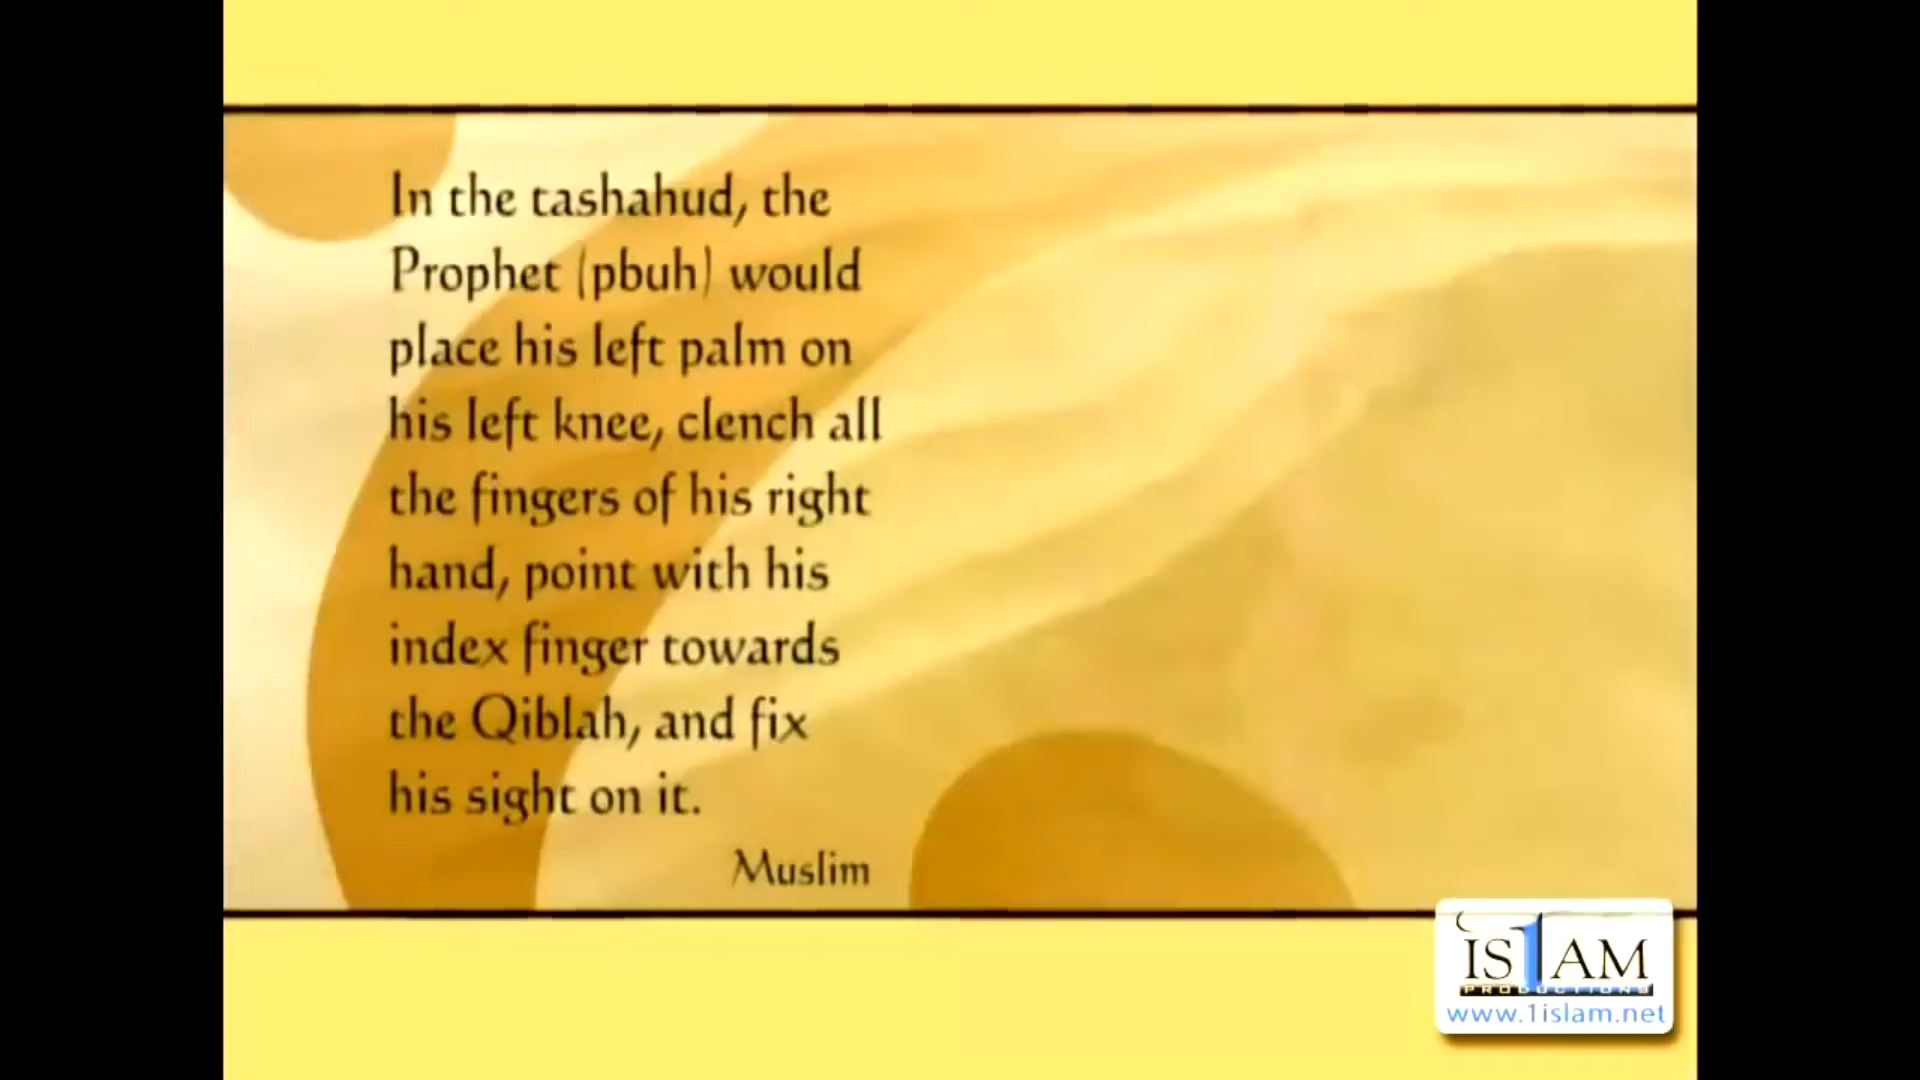 In the tashahud, the
Prophet (pbuh) would
place his left palm on
his left knee, clench all
the fingers of his right
hand, point with his
index finger towards
the Qiblah, and fix
his sight on it.
Muslim
IS1AM
PRODUCTIONS
www.1islam.net